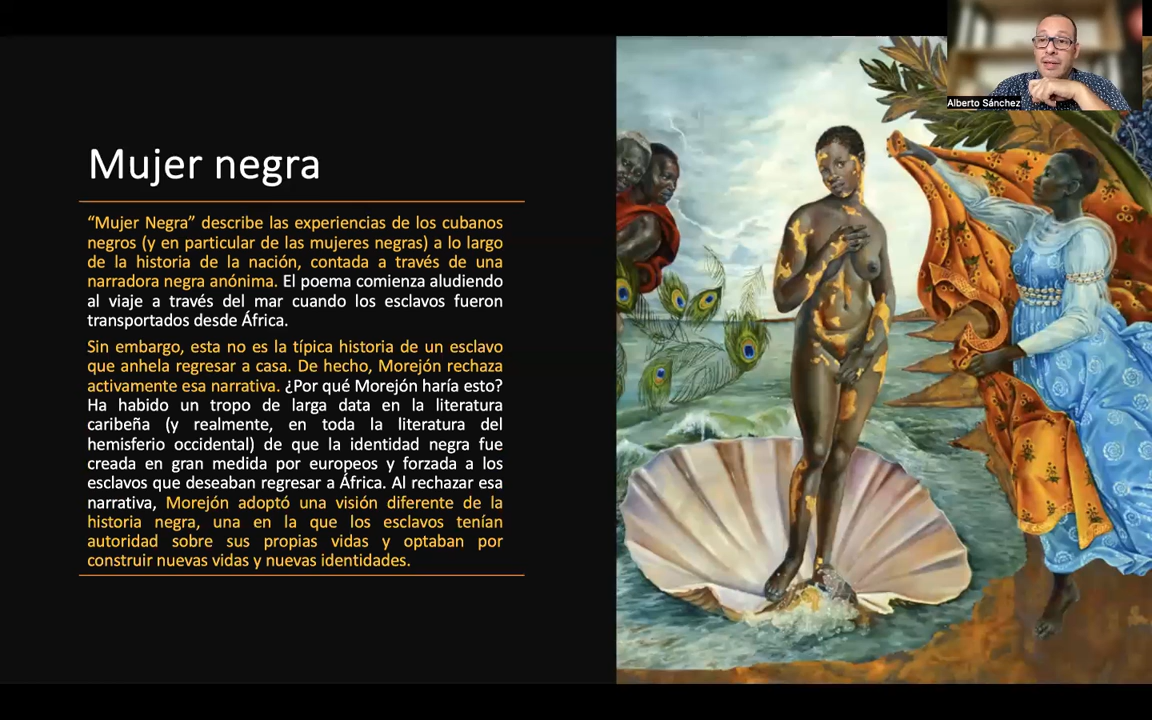 Alberto Sánchez
Mujer negra
“Mujer Negra” describe las experiencias de los cubanos
negros (y en particular de las mujeres negras) a lo largo
de la historia de la nación, contada a través de una
narradora negra anónima. El poema comienza aludiendo
al viaje a través del mar cuando los esclavos fueron
transportados desde África.
Sin embargo, esta no es la típica historia de un esclavo
que anhela regresar a casa. De hecho, Morejón rechaza
activamente esa narrativa. ¿Por qué Morejón haría esto?
Ha habido un tropo de larga data en la literatura
caribeña (y realmente, en toda la literatura del
hemisferio occidental) de que la identidad negra fue
creada en gran medida por europeos y forzada a los
esclavos que deseaban regresar a África. Al rechazar esa
narrativa, Morejón adoptó una visión diferente de la
historia negra, una en la que los esclavos tenían
autoridad sobre sus propias vidas y optaban por
construir nuevas vidas y nuevas identidades.